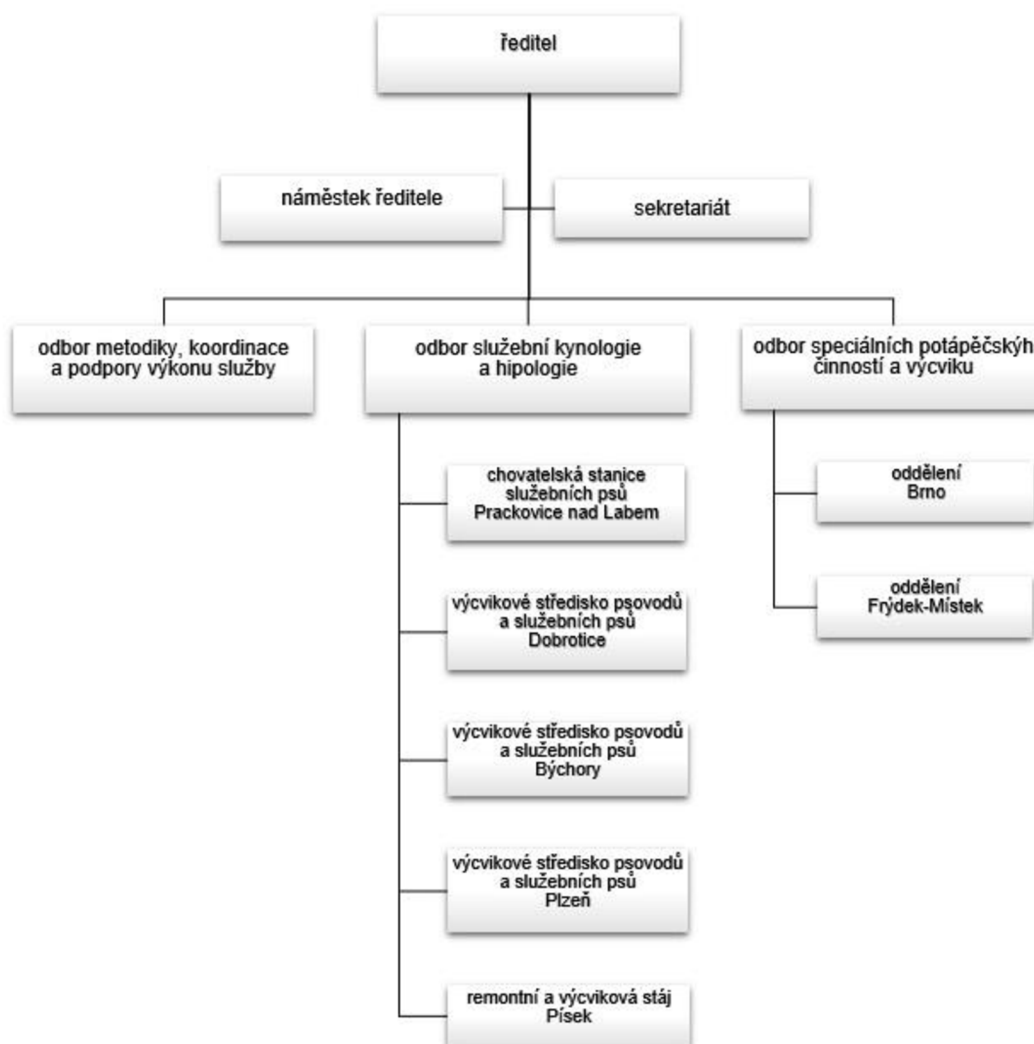 ředitel
náměstek ředitele
sekretariát
odbor metodiky, koordinace
a podpory výkonu služby
odbor služební kynologie
a hipologie
odbor speciálních potápěčskýh
činností a výcviku
chovatelská stanice
služebních psů
Prackovice nad Labem
výcvikové středisko psovodů
a služebních psů
Dobrotice
výcvikové středisko psovodů
a služebních psů
Býchory
výcvikové středisko psovodů
a služebních psů
Plzeň
remontní a výcviková stáj
Písek
oddělení
Brno
oddělení
Frýdek-Místek